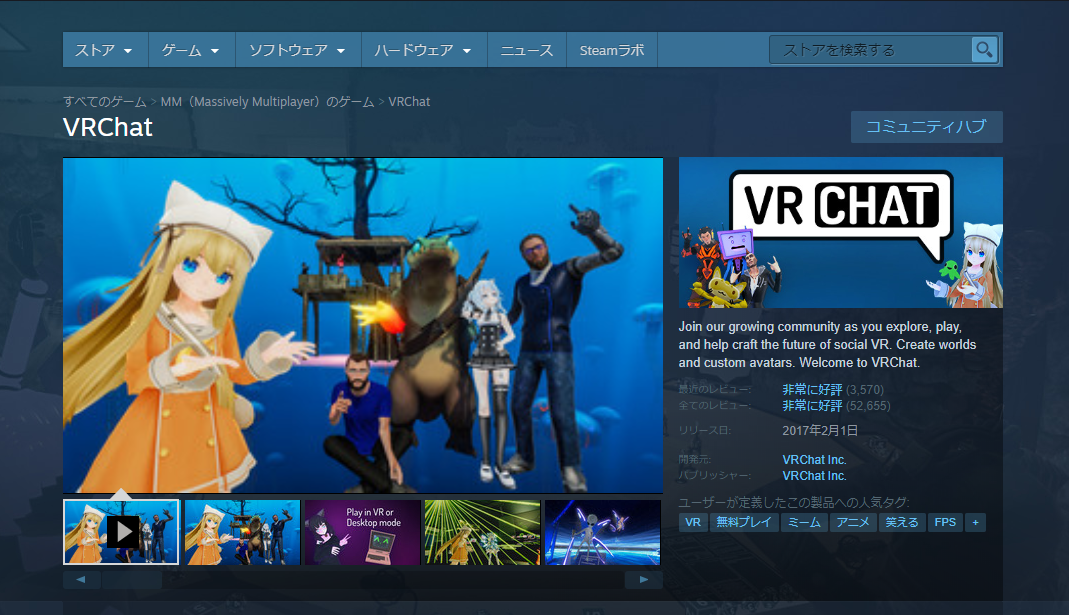 ストア ゲーム ソフトウェア ハードウェア ニュース Steamラボ ストアを検索する
すべてのゲーム > MM（Massively Multiplayer）のゲーム > VRChat
VRChat
コミュニティハブ
VR CHAT
Join our growing community as you explore, play,
and help craft the future of social VR. Create worlds
and custom avatars. Welcome to VRChat.
最近のレビュー: 非常に好評 (3,570)
全てのレビュー: 非常に好評 (52,655)
リリース日: 2017年2月1日
開発元: VRChat Inc.
パブリッシャー: VRChat Inc.
ユーザーが定義したこの製品への人気タグ:
VR 無料プレイ ミーム アニメ 笑える FPS +
Play in VR or
Desktop mode